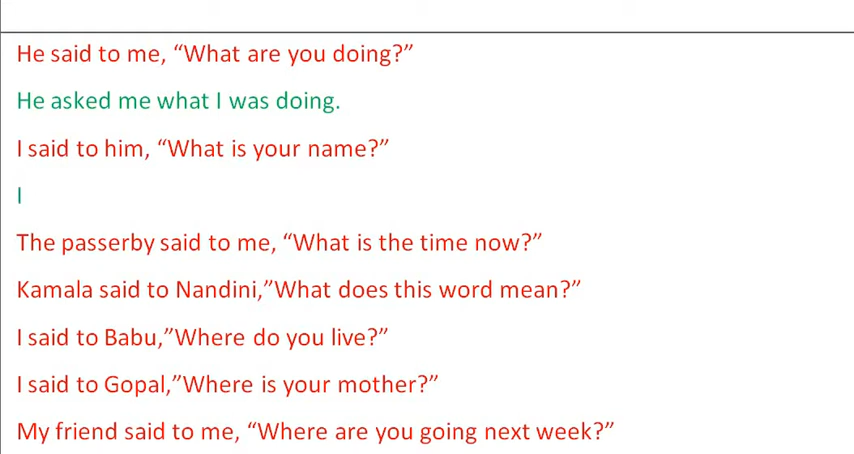 He said to me, “What are you doing?”
He asked me what I was doing.
I said to him, “What is your name?”
I
The passerby said to me, “What is the time now?”
Kamala said to Nandini,”What does this word mean?”
I said to Babu,”Where do you live?”
I said to Gopal,”Where is your mother?”
My friend said to me, “Where are you going next week?”